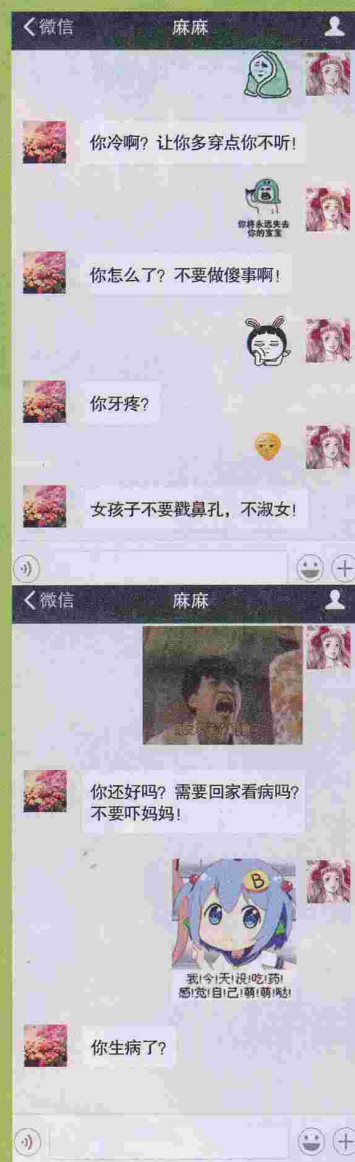 微信
麻麻
你冷啊？让你多穿点你不听！
你将永远失去
你的宝宝
你怎么了？不要做傻事啊！
你牙疼？
女孩子不要戳鼻孔，不淑女！
微信
麻麻
你还好吗？需要回家看病吗？
不要吓妈妈！
B
我！今！天！没！吃！药！
感！觉！自！己！萌！萌！哒！
你生病了？